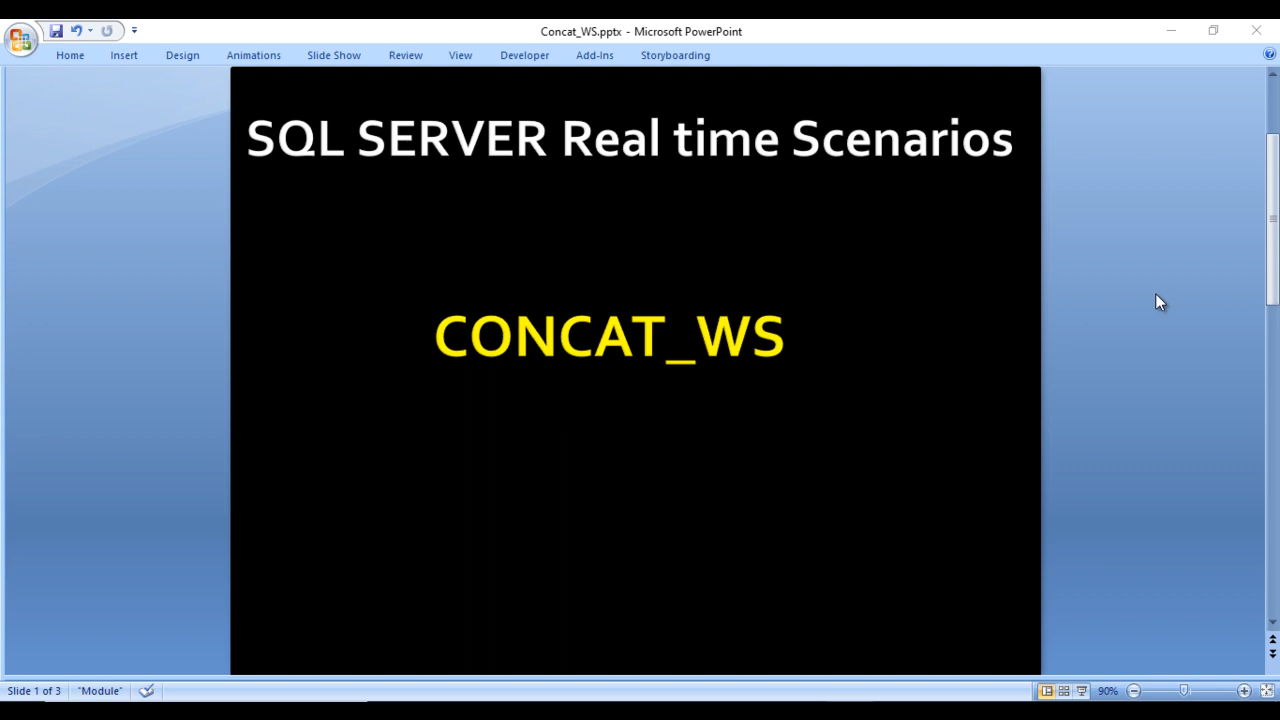 Concat_WS.pptx - Microsoft PowerPoint
Home Insert Design Animations Slide Show Review View Developer Add-Ins Storyboarding
SQL SERVER Real time Scenarios
CONCAT_WS
Slide 1 of 3 "Module" 90%